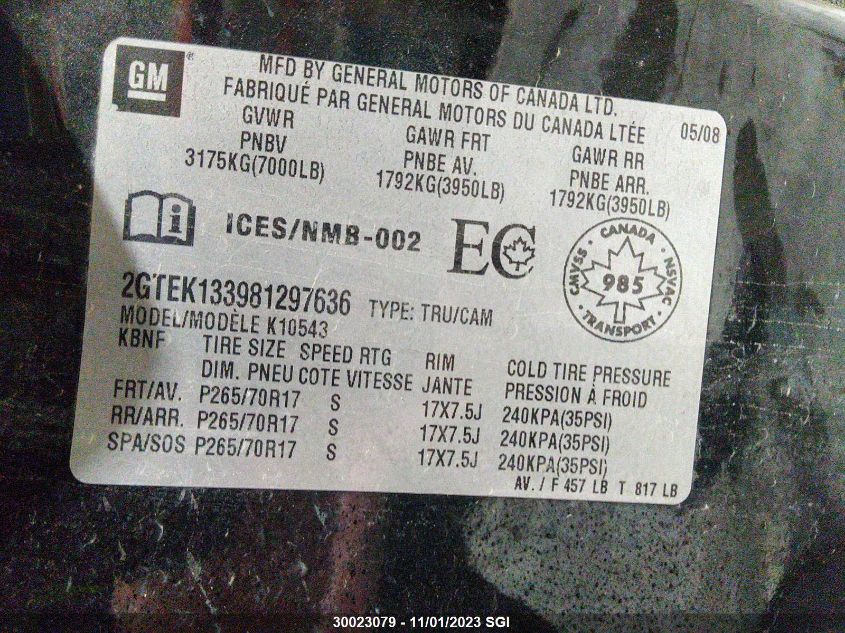 GM
MFD BY GENERAL MOTORS OF CANADA LTD.
FABRIQUÉ PAR GENERAL MOTORS DU CANADA LTÉE
05/08
GVWR
PNBV
3175KG(7000LB)
GAWR FRT
PNBE AV.
1792KG(3950LB)
GAWR RR
PNBE ARR.
1792KG(3950LB)
i ICES/NMB-002 EC
CANADA
CMVSS 985 NSVAC
TRANSPORT
2GTEK133981297636 TYPE: TRU/CAM
MODEL/MODÈLE K10543
KBNF TIRE SIZE SPEED RTG RIM COLD TIRE PRESSURE
DIM. PNEU COTE VITESSE JANTE PRESSION À FROID
FRT/AV. P265/70R17 S 17X7.5J 240KPA(35PSI)
RR/ARR. P265/70R17 S 17X7.5J 240KPA(35PSI)
SPA/SOS P265/70R17 S 17X7.5J 240KPA(35PSI)
AV. / F 457 LB T 817 LB
30023079 - 11/01/2023 SGI